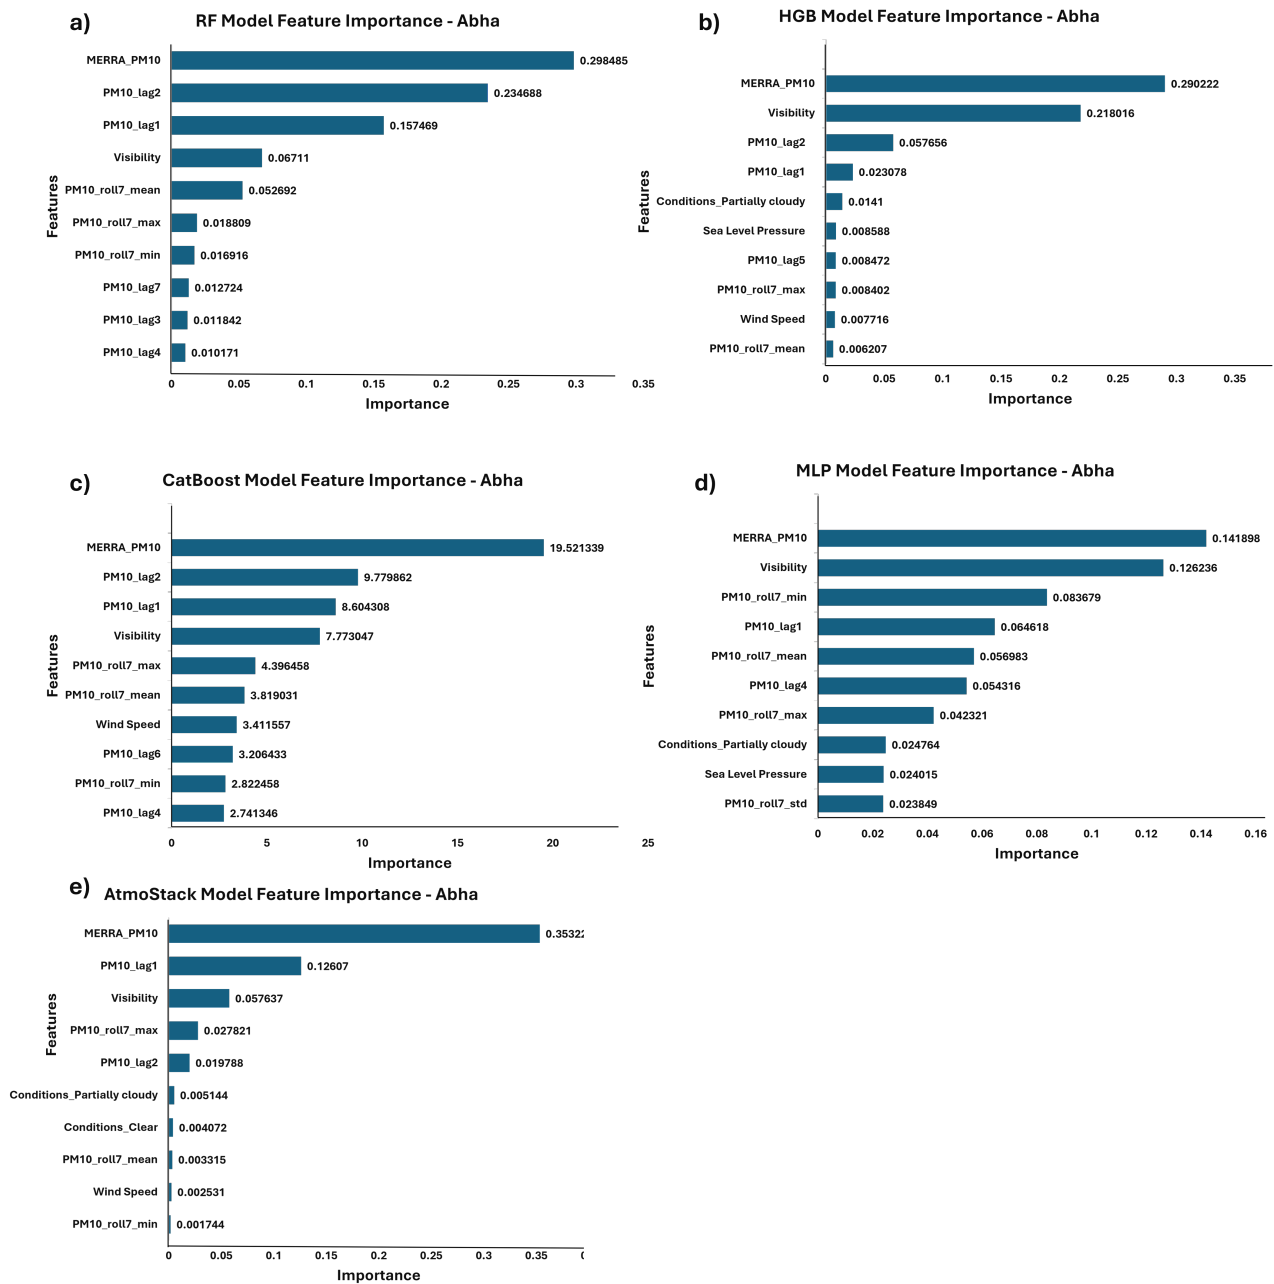 a)
RF Model Feature Importance - Abha
Features
MERRA_PM10 0.298485
PM10_lag2 0.234688
PM10_lag1 0.157469
Visibility 0.06711
PM10_roll7_mean 0.052692
PM10_roll7_max 0.018809
PM10_roll7_min 0.016916
PM10_lag7 0.012724
PM10_lag3 0.011842
PM10_lag4 0.010171
0 0.05 0.1 0.15 0.2 0.25 0.3 0.35
Importance
b)
HGB Model Feature Importance - Abha
Features
MERRA_PM10 0.290222
Visibility 0.218016
PM10_lag2 0.057656
PM10_lag1 0.023078
Conditions_Partially cloudy 0.0141
Sea Level Pressure 0.008588
PM10_lag5 0.008472
PM10_roll7_max 0.008402
Wind Speed 0.007716
PM10_roll7_mean 0.006207
0 0.05 0.1 0.15 0.2 0.25 0.3 0.35
Importance
c)
CatBoost Model Feature Importance - Abha
Features
MERRA_PM10 19.521339
PM10_lag2 9.779862
PM10_lag1 8.604308
Visibility 7.773047
PM10_roll7_max 4.396458
PM10_roll7_mean 3.819031
Wind Speed 3.411557
PM10_lag6 3.206433
PM10_roll7_min 2.822458
PM10_lag4 2.741346
0 5 10 15 20 25
Importance
d)
MLP Model Feature Importance - Abha
Features
MERRA_PM10 0.141898
Visibility 0.126236
PM10_roll7_min 0.083679
PM10_lag1 0.064618
PM10_roll7_mean 0.056983
PM10_lag4 0.054316
PM10_roll7_max 0.042321
Conditions_Partially cloudy 0.024764
Sea Level Pressure 0.024015
PM10_roll7_std 0.023849
0 0.02 0.04 0.06 0.08 0.1 0.12 0.14 0.16
Importance
e)
AtmoStack Model Feature Importance - Abha
Features
MERRA_PM10 0.3532
PM10_lag1 0.12607
Visibility 0.057637
PM10_roll7_max 0.027821
PM10_lag2 0.019788
Conditions_Partially cloudy 0.005144
Conditions_Clear 0.004072
PM10_roll7_mean 0.003315
Wind Speed 0.002531
PM10_roll7_min 0.001744
0 0.05 0.1 0.15 0.2 0.25 0.3 0.35
Importance